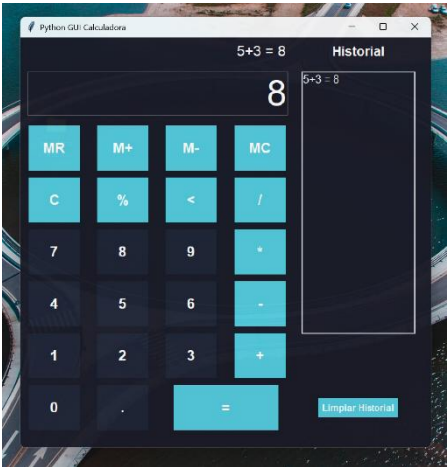 Python GUI Calculadora
5+3 = 8
Historial
8
5+3 = 8
MR M+ M- MC
C % < /
7 8 9 *
4 5 6 -
1 2 3 +
0 . =
Limpiar Historial